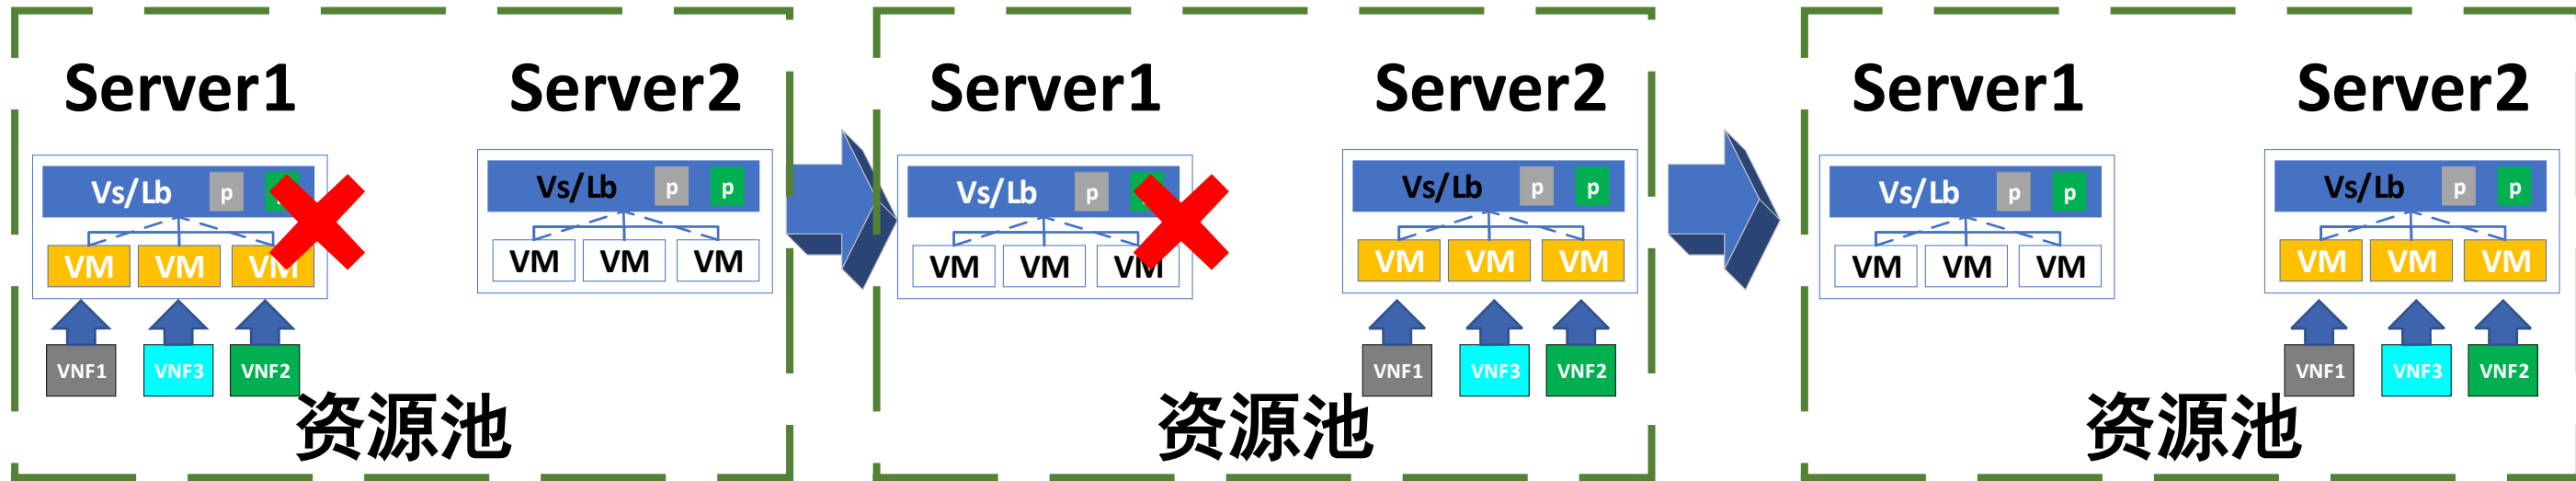 Server1
Server2
Vs/Lb p
VM VM VM
VNF1 VNF3 VNF2
Vs/Lb p p
VM VM VM
资源池
Server1
Server2
Vs/Lb p
VM VM VM
Vs/Lb p p
VM VM VM
VNF1 VNF3 VNF2
资源池
Server1
Server2
Vs/Lb p p
VM VM VM
Vs/Lb p p
VM VM VM
VNF1 VNF3 VNF2
资源池